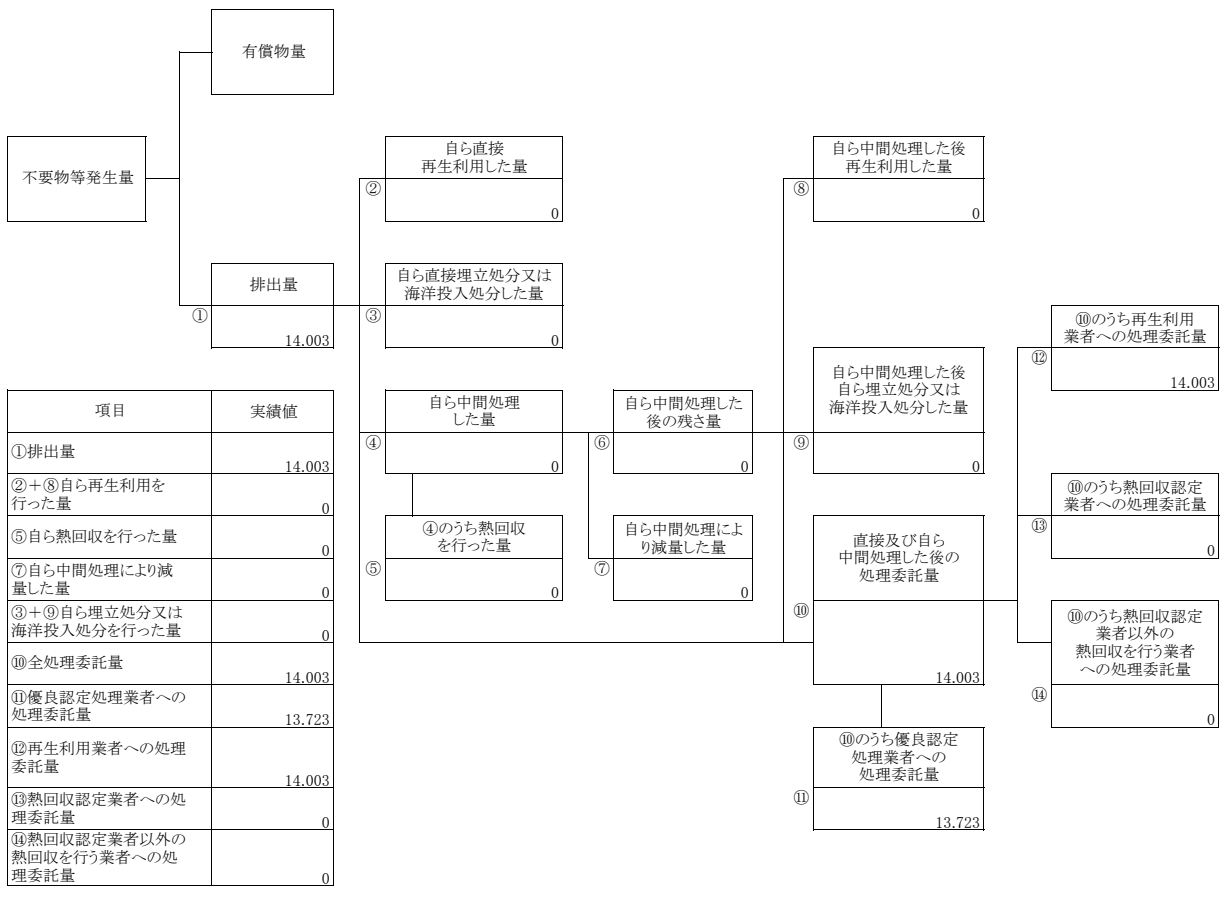 有償物量
不要物等発生量
排出量
①
14.003
自ら直接
再生利用した量
②
0
自ら直接埋立処分又は
海洋投入処分した量
③
0
自ら中間処理
した量
④
0
④のうち熱回収
を行った量
⑤
0
自ら中間処理した
後の残さ量
⑥
0
自ら中間処理によ
り減量した量
⑦
0
自ら中間処理した後
再生利用した量
⑧
0
自ら中間処理した後
自ら埋立処分又は
海洋投入処分した量
⑨
0
直接及び自ら
中間処理した後の
処理委託量
⑩
14.003
⑩のうち優良認定
処理業者への
処理委託量
⑪
13.723
⑩のうち再生利用
業者への処理委託量
⑫
14.003
⑩のうち熱回収認定
業者への処理委託量
⑬
0
⑩のうち熱回収認定
業者以外の
熱回収を行う業者
への処理委託量
⑭
0
項目 実績値
①排出量
14.003
②＋⑧自ら再生利用を
行った量
0
⑤自ら熱回収を行った量
0
⑦自ら中間処理により減
量した量
0
③＋⑨自ら埋立処分又は
海洋投入処分を行った量
0
⑩全処理委託量
14.003
⑪優良認定処理業者への
処理委託量
13.723
⑫再生利用業者への処理
委託量
14.003
⑬熱回収認定業者への処
理委託量
0
⑭熱回収認定業者以外の
熱回収を行う業者への処
理委託量
0